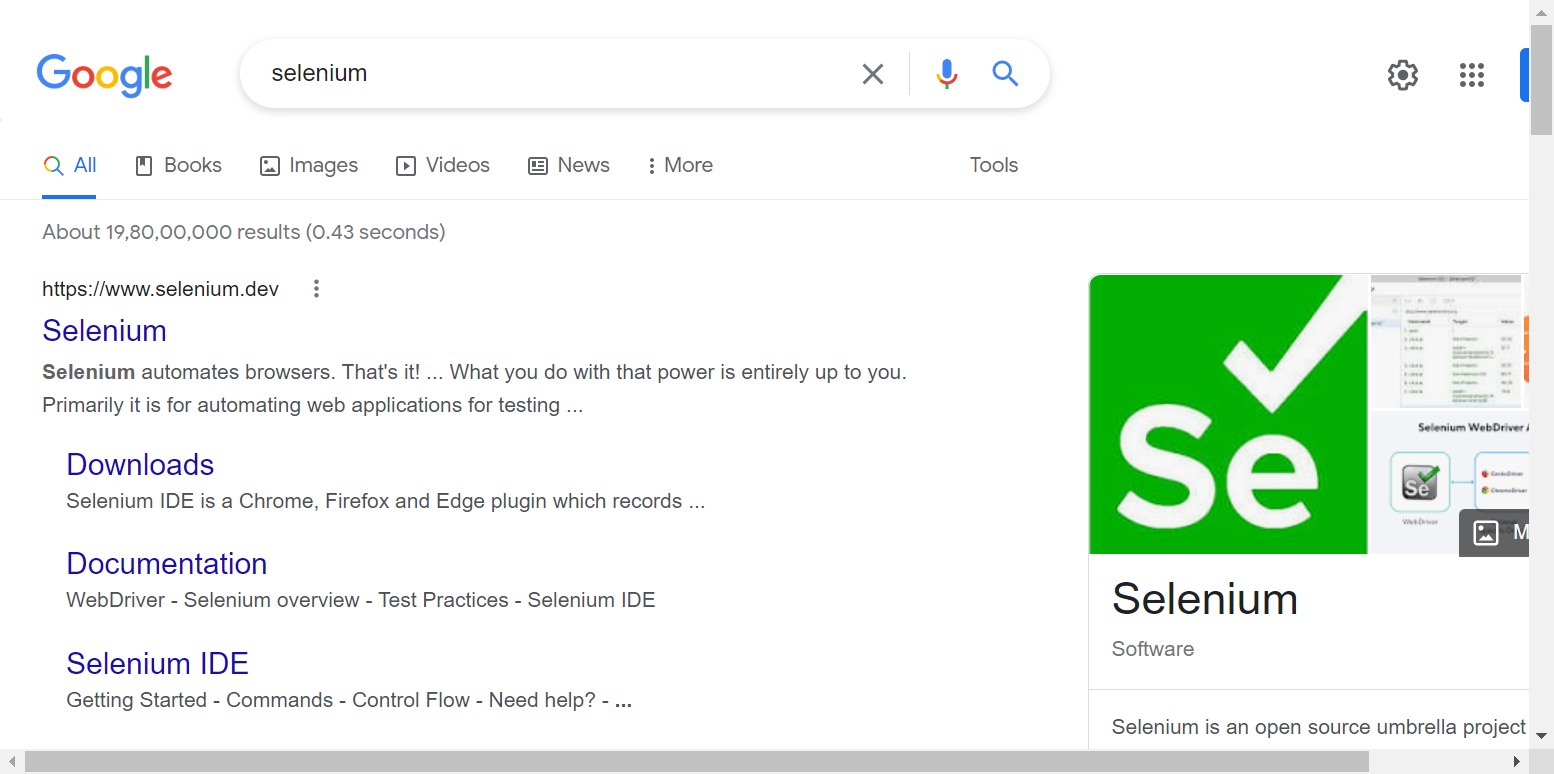 Google
selenium
All
Books
Images
Videos
News
More
Tools
About 19,80,00,000 results (0.43 seconds)
https://www.selenium.dev
Selenium
Selenium automates browsers. That's it! ... What you do with that power is entirely up to you.
Primarily it is for automating web applications for testing ...
Downloads
Selenium IDE is a Chrome, Firefox and Edge plugin which records ...
Documentation
WebDriver - Selenium overview - Test Practices - Selenium IDE
Selenium IDE
Getting Started - Commands - Control Flow - Need help? - ...
Se
Selenium WebDriver
Se
WebDriver
GeckoDriver
ChromeDriver
M
Selenium
Software
Selenium is an open source umbrella project